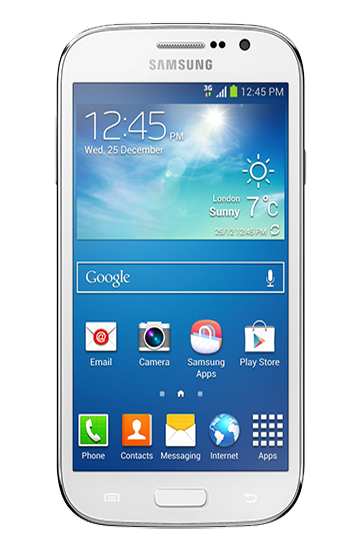 SAMSUNG
3G 12:45 PM
12:45 PM
Wed, 25 December
London
Sunny 7°C
25/12 12:45 PM
Google
Email Camera Samsung Apps Play Store
Phone Contacts Messaging Internet Apps